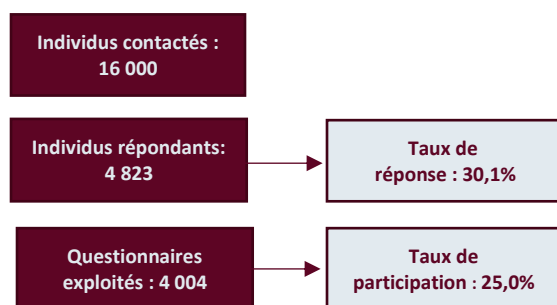 Individus contactés :
16 000
Individus répondants:
4 823
Taux de
réponse : 30,1%
Questionnaires
exploités : 4 004
Taux de
participation : 25,0%